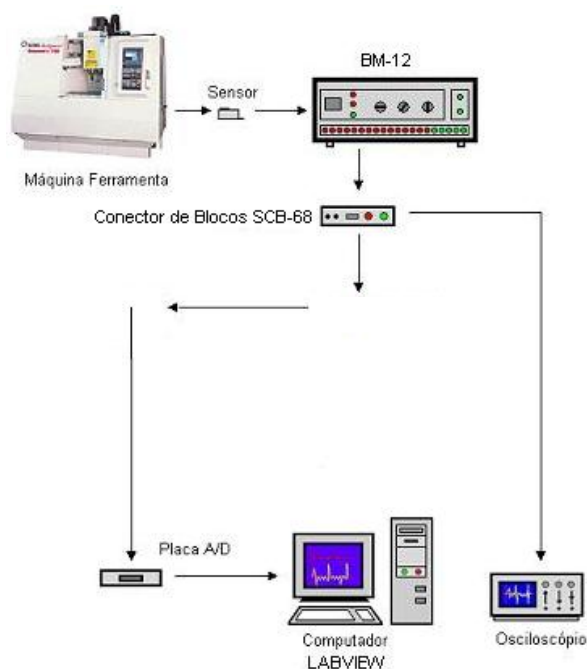 BM-12
Sensor
Máquina Ferramenta
Conector de Blocos SCB-68
Placa A/D
Computador
LABVIEW
Osciloscópio